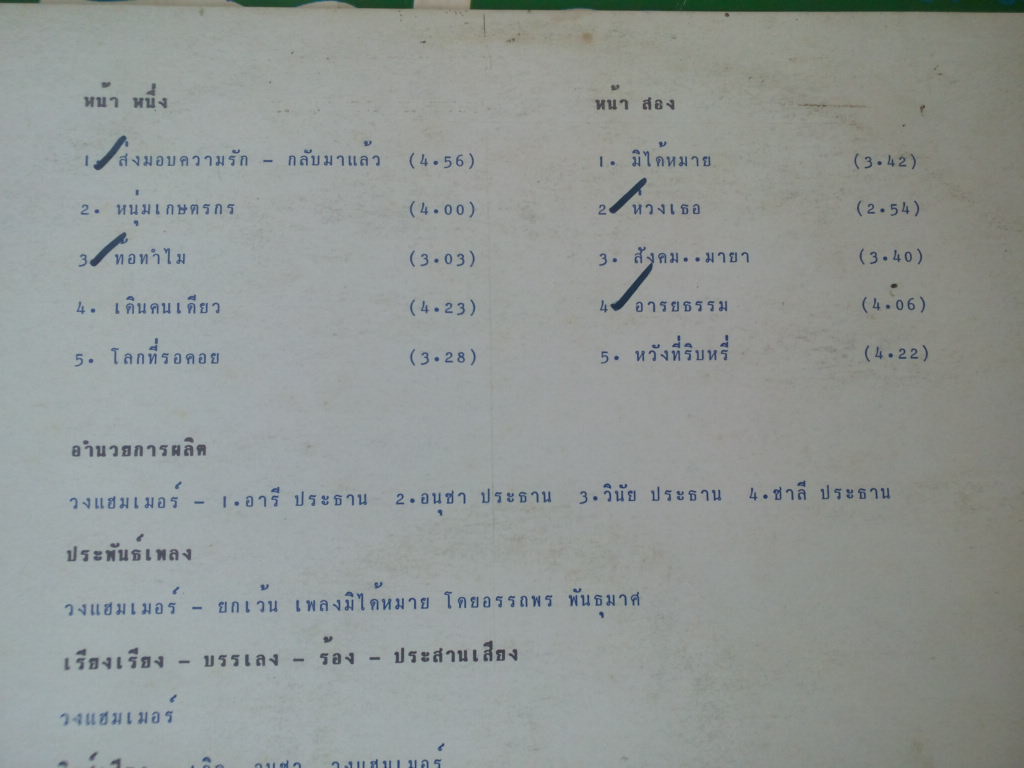 หน้า หนึ่ง
1. ส่งมอบความรัก - กลับมาแล้ว (4.56)
2. หนุ่มเกษตรกร (4.00)
3. ท้อทำไม (3.03)
4. เดินคนเดียว (4.23)
5. โลกที่รอคอย (3.28)
หน้า สอง
1. มิได้หมาย (3.42)
2. ห่วงเธอ (2.54)
3. สังคม..มายา (3.40)
4. อารยธรรม (4.06)
5. หวังที่ริบหรี่ (4.22)
อำนวยการผลิต
วงแฮมเมอร์ - 1.อารี ประธาน 2.อนุชา ประธาน 3.วินัย ประธาน 4.ชาลี ประธาน
ประพันธ์เพลง
วงแฮมเมอร์ - ยกเว้น เพลงมิได้หมาย โดยอรรถพร พันธุมาศ
เรียงเรียง - บรรเลง - ร้อง - ประสานเสียง
วงแฮมเมอร์
อนุชา วงแฮมเมอร์